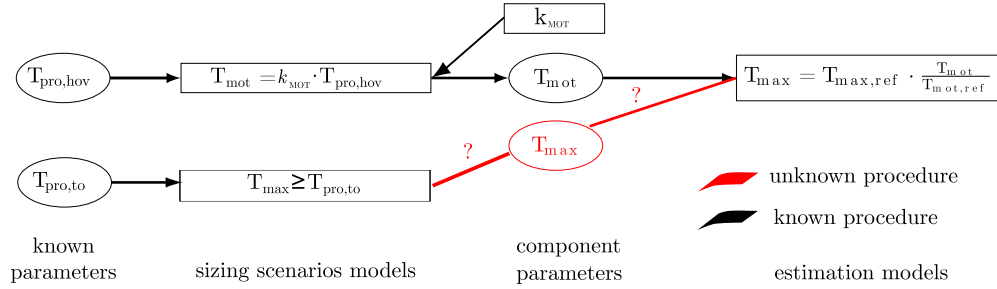 k_MOT
T_pro,hov
T_mot = k_MOT · T_pro,hov
T_mot
T_max = T_max,ref · T_mot / T_mot,ref
?
T_max
?
T_pro,to
T_max ≥ T_pro,to
unknown procedure
known procedure
known
parameters
sizing scenarios models
component
parameters
estimation models